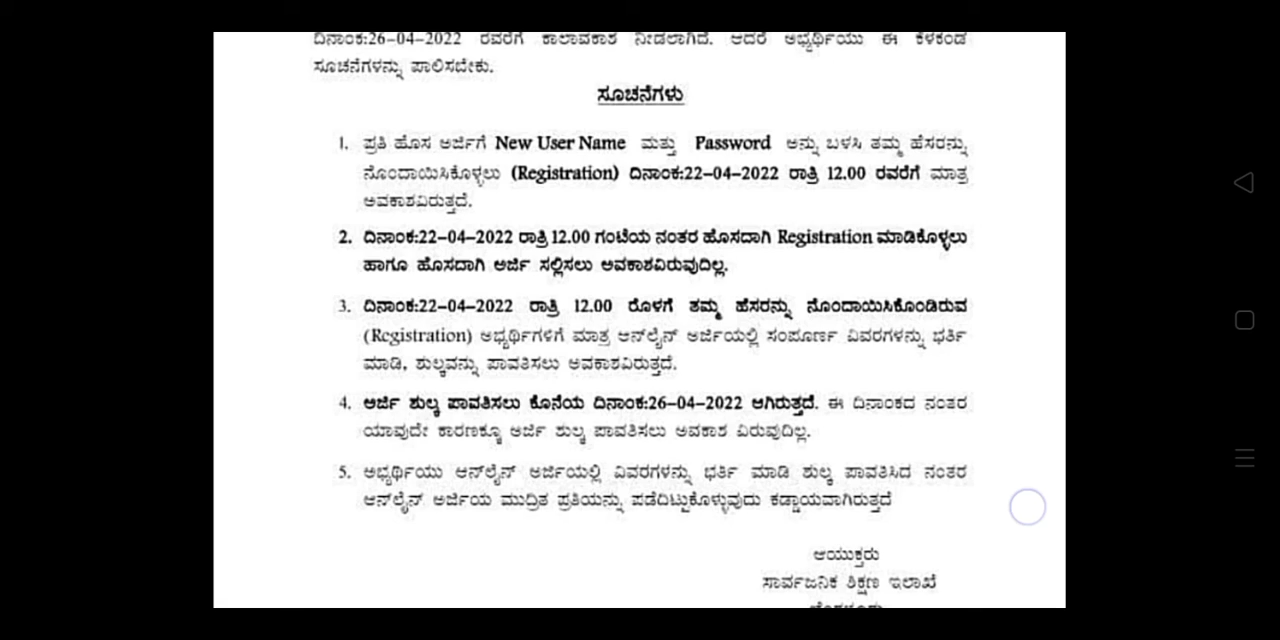 ದಿನಾಂಕ:26-04-2022 ರವರೆಗೆ ಕಾಲಾವಕಾಶ ನೀಡಲಾಗಿದೆ. ಆದರೆ ಅಭ್ಯರ್ಥಿಯು ಈ ಕೆಳಕಂಡ
ಸೂಚನೆಗಳನ್ನು ಪಾಲಿಸಬೇಕು.
ಸೂಚನೆಗಳು
1. ಪ್ರತಿ ಹೊಸ ಅರ್ಜಿಗೆ New User Name ಮತ್ತು Password ಅನ್ನು ಬಳಸಿ ತಮ್ಮ ಹೆಸರನ್ನು
ನೊಂದಾಯಿಸಿಕೊಳ್ಳಲು (Registration) ದಿನಾಂಕ:22-04-2022 ರಾತ್ರಿ 12.00 ರವರೆಗೆ ಮಾತ್ರ
ಅವಕಾಶವಿರುತ್ತದೆ.
2. ದಿನಾಂಕ:22-04-2022 ರಾತ್ರಿ 12.00 ಗಂಟೆಯ ನಂತರ ಹೊಸದಾಗಿ Registration ಮಾಡಿಕೊಳ್ಳಲು
ಹಾಗೂ ಹೊಸದಾಗಿ ಅರ್ಜಿ ಸಲ್ಲಿಸಲು ಅವಕಾಶವಿರುವುದಿಲ್ಲ.
3. ದಿನಾಂಕ:22-04-2022 ರಾತ್ರಿ 12.00 ರೊಳಗೆ ತಮ್ಮ ಹೆಸರನ್ನು ನೊಂದಾಯಿಸಿಕೊಂಡಿರುವ
(Registration) ಅಭ್ಯರ್ಥಿಗಳಿಗೆ ಮಾತ್ರ ಆನ್‌ಲೈನ್ ಅರ್ಜಿಯಲ್ಲಿ ಸಂಪೂರ್ಣ ವಿವರಗಳನ್ನು ಭರ್ತಿ
ಮಾಡಿ, ಶುಲ್ಕವನ್ನು ಪಾವತಿಸಲು ಅವಕಾಶವಿರುತ್ತದೆ.
4. ಅರ್ಜಿ ಶುಲ್ಕ ಪಾವತಿಸಲು ಕೊನೆಯ ದಿನಾಂಕ:26-04-2022 ಆಗಿರುತ್ತದೆ. ಈ ದಿನಾಂಕದ ನಂತರ
ಯಾವುದೇ ಕಾರಣಕ್ಕೂ ಅರ್ಜಿ ಶುಲ್ಕ ಪಾವತಿಸಲು ಅವಕಾಶ ವಿರುವುದಿಲ್ಲ.
5. ಅಭ್ಯರ್ಥಿಯು ಆನ್‌ಲೈನ್ ಅರ್ಜಿಯಲ್ಲಿ ವಿವರಗಳನ್ನು ಭರ್ತಿ ಮಾಡಿ ಶುಲ್ಕ ಪಾವತಿಸಿದ ನಂತರ
ಆನ್‌ಲೈನ್ ಅರ್ಜಿಯ ಮುದ್ರಿತ ಪ್ರತಿಯನ್ನು ಪಡೆದಿಟ್ಟುಕೊಳ್ಳುವುದು ಕಡ್ಡಾಯವಾಗಿರುತ್ತದೆ
ಆಯುಕ್ತರು
ಸಾರ್ವಜನಿಕ ಶಿಕ್ಷಣ ಇಲಾಖೆ